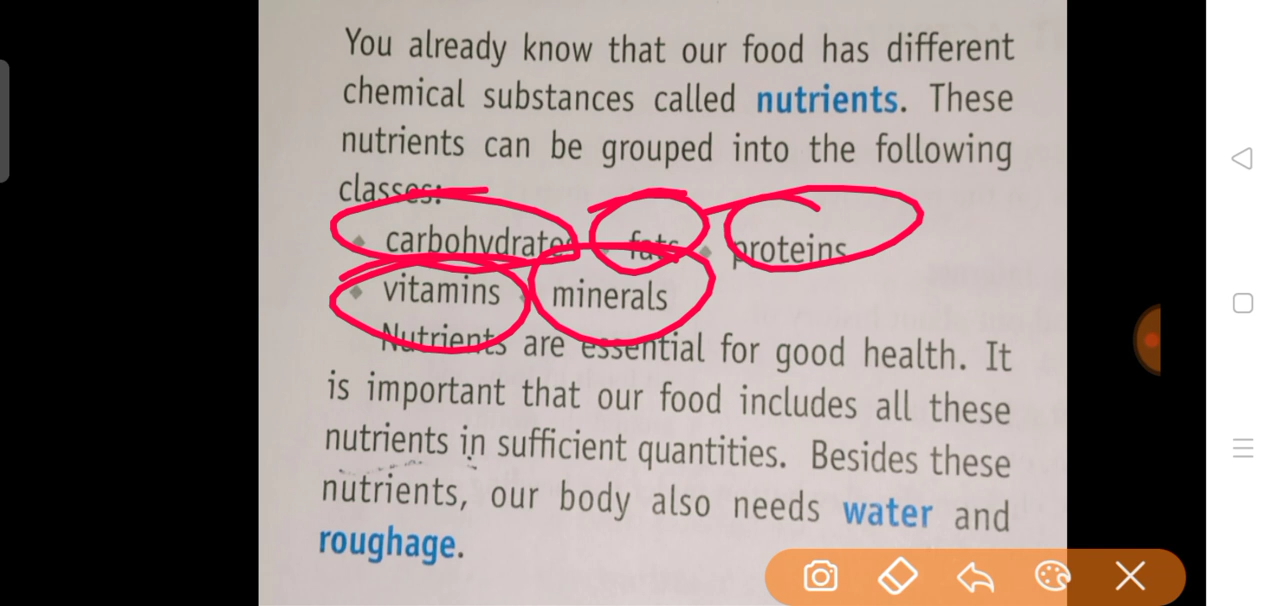 You already know that our food has different
chemical substances called nutrients. These
nutrients can be grouped into the following
classes:
carbohydrates fats proteins
vitamins minerals
Nutrients are essential for good health. It
is important that our food includes all these
nutrients in sufficient quantities. Besides these
nutrients, our body also needs water and
roughage.